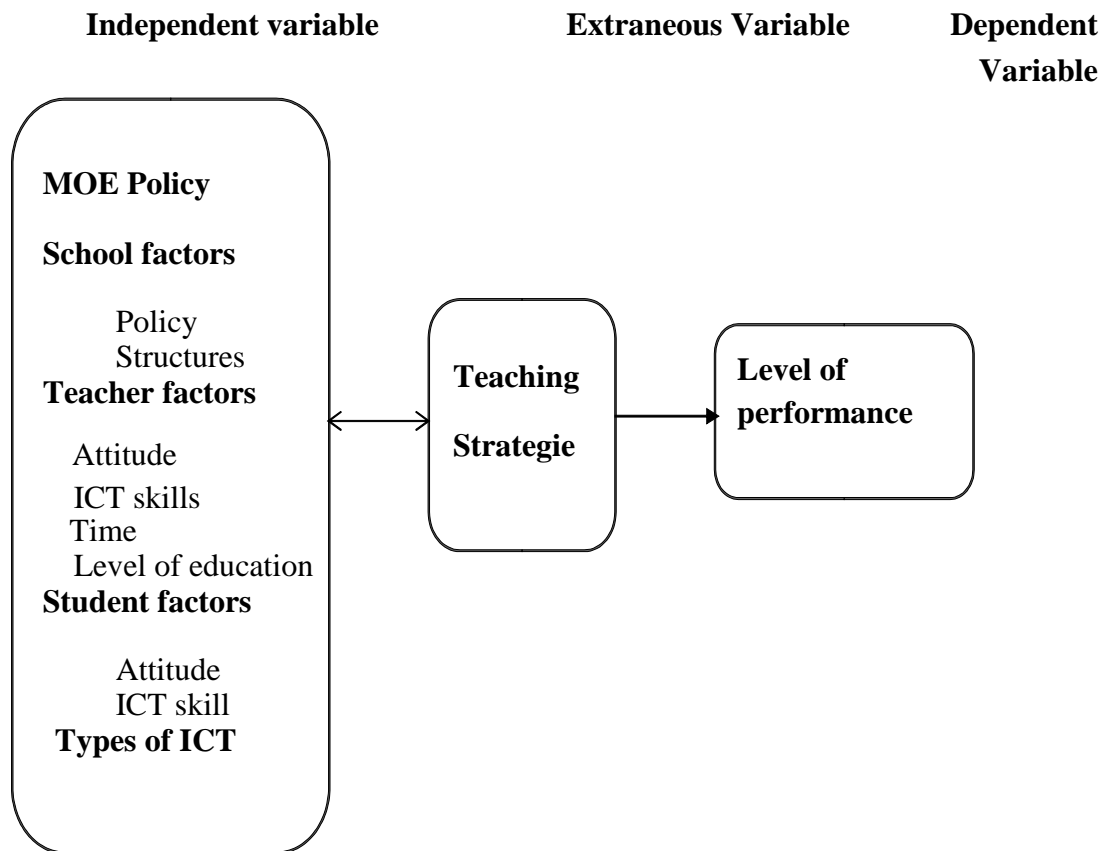 Independent variable Extraneous Variable Dependent
Variable
MOE Policy
School factors
Policy
Structures
Teacher factors
Attitude
ICT skills
Time
Level of education
Student factors
Attitude
ICT skill
Types of ICT
Teaching
Strategie
Level of
performance